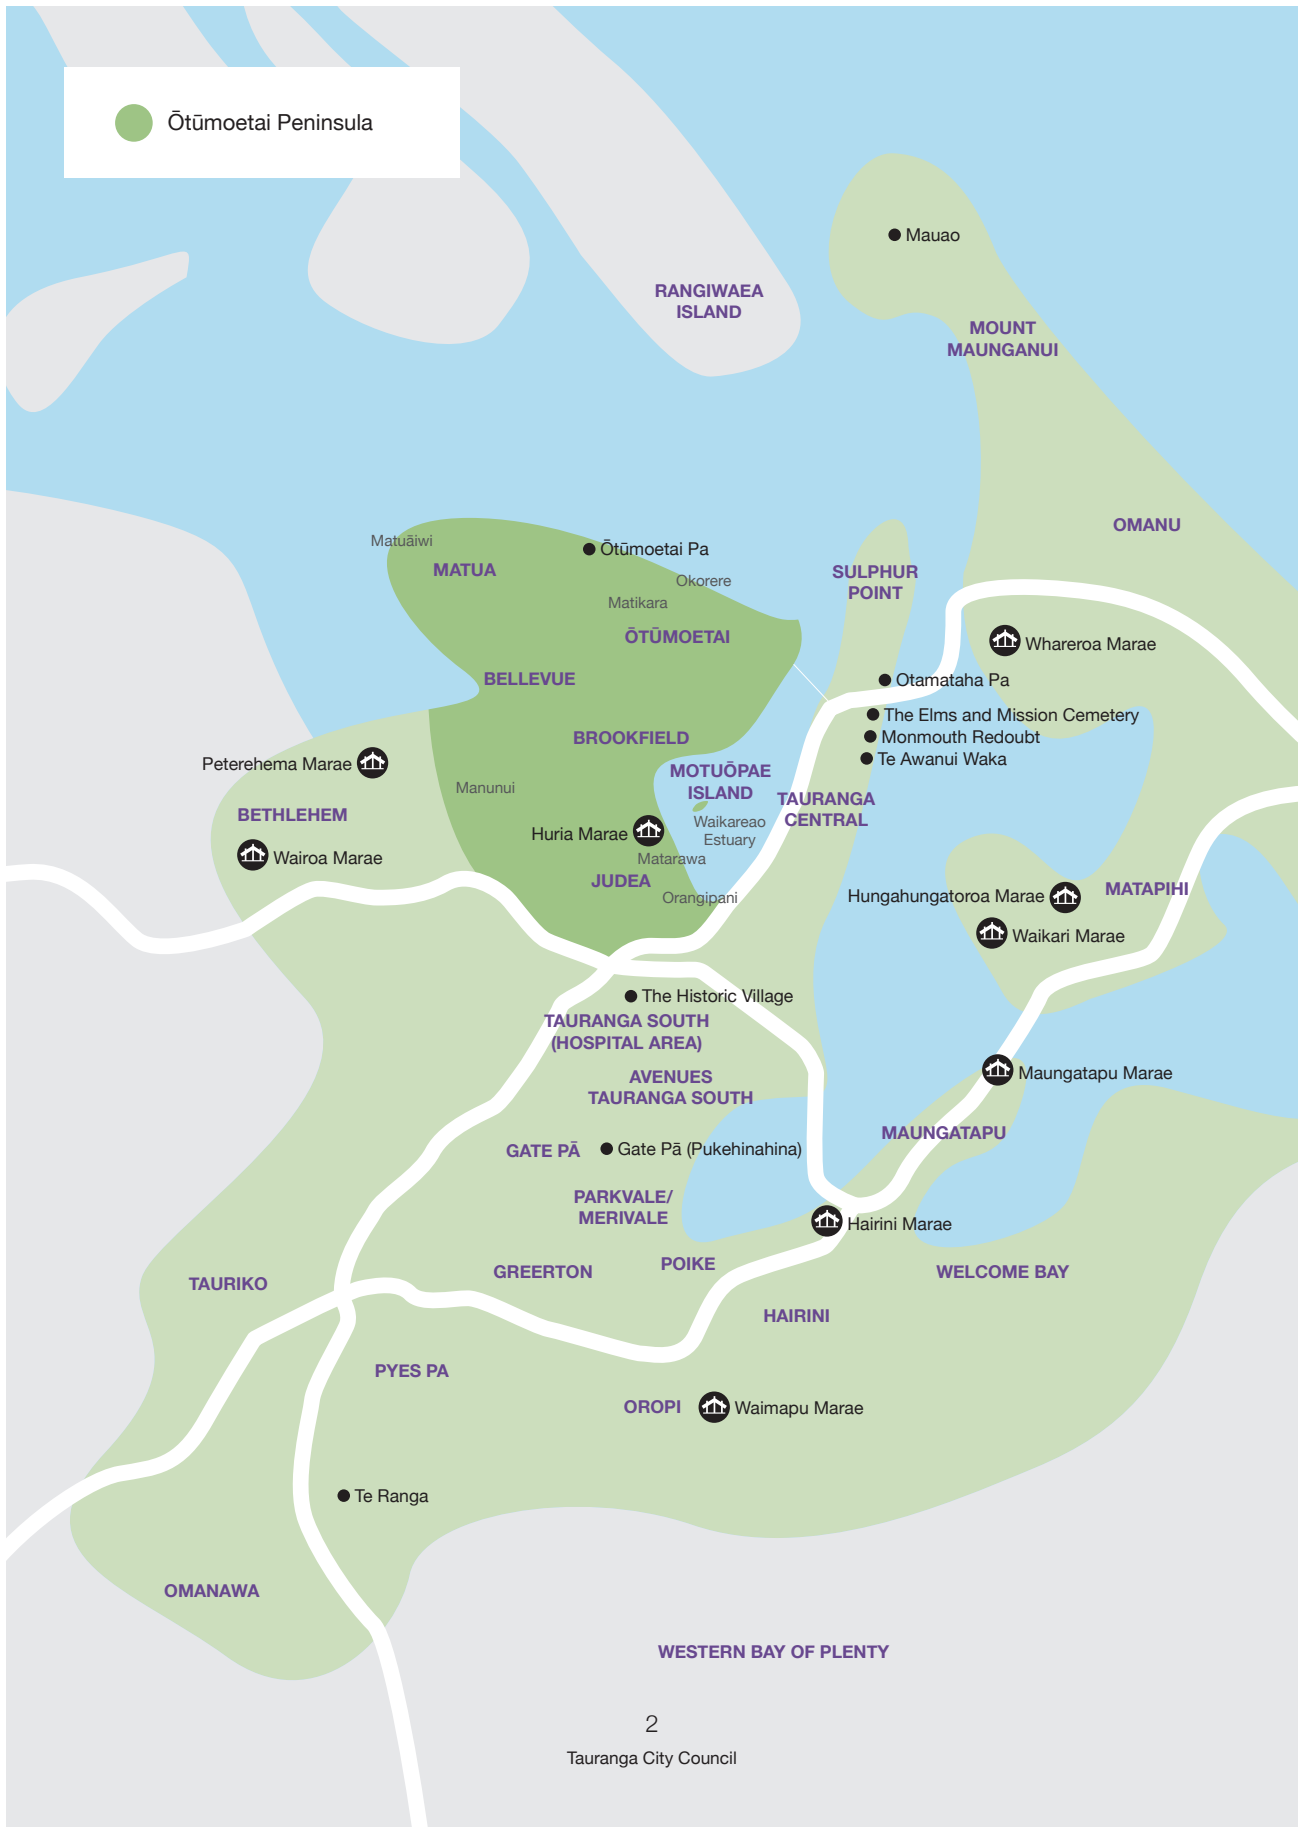 Ōtūmoetai Peninsula
Mauao
RANGIWAEA
ISLAND
MOUNT
MAUNGANUI
OMANU
Matuāiwi
Ōtūmoetai Pa
MATUA
SULPHUR
POINT
Okorere
Matikara
ŌTŪMOETAI
Whareroa Marae
BELLEVUE
Otamataha Pa
The Elms and Mission Cemetery
BROOKFIELD
Monmouth Redoubt
Te Awanui Waka
Peterehema Marae
MOTUŌPAE
ISLAND
Manunui
TAURANGA
CENTRAL
BETHLEHEM
Waikareao
Estuary
Huria Marae
Wairoa Marae
Matarawa
JUDEA
Orangipani
Hungahungatoroa Marae
MATAPIHI
Waikari Marae
The Historic Village
TAURANGA SOUTH
(HOSPITAL AREA)
AVENUES
TAURANGA SOUTH
Maungatapu Marae
MAUNGATAPU
GATE PĀ
Gate Pā (Pukehinahina)
PARKVALE/
MERIVALE
Hairini Marae
POIKE
GREERTON
WELCOME BAY
TAURIKO
HAIRINI
PYES PA
OROPI
Waimapu Marae
Te Ranga
OMANAWA
WESTERN BAY OF PLENTY
2
Tauranga City Council